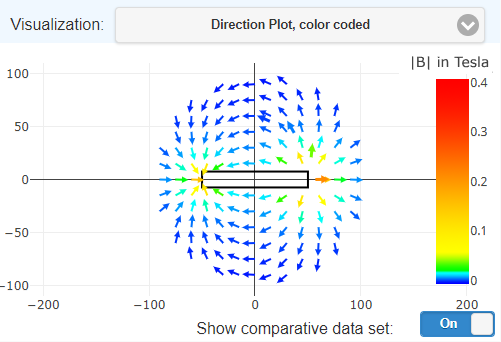 Visualization: Direction Plot, color coded
|B| in Tesla
100
50
0
−50
−100
−200 −100 0 100 200
0.4
0.3
0.2
0.1
0
Show comparative data set: On